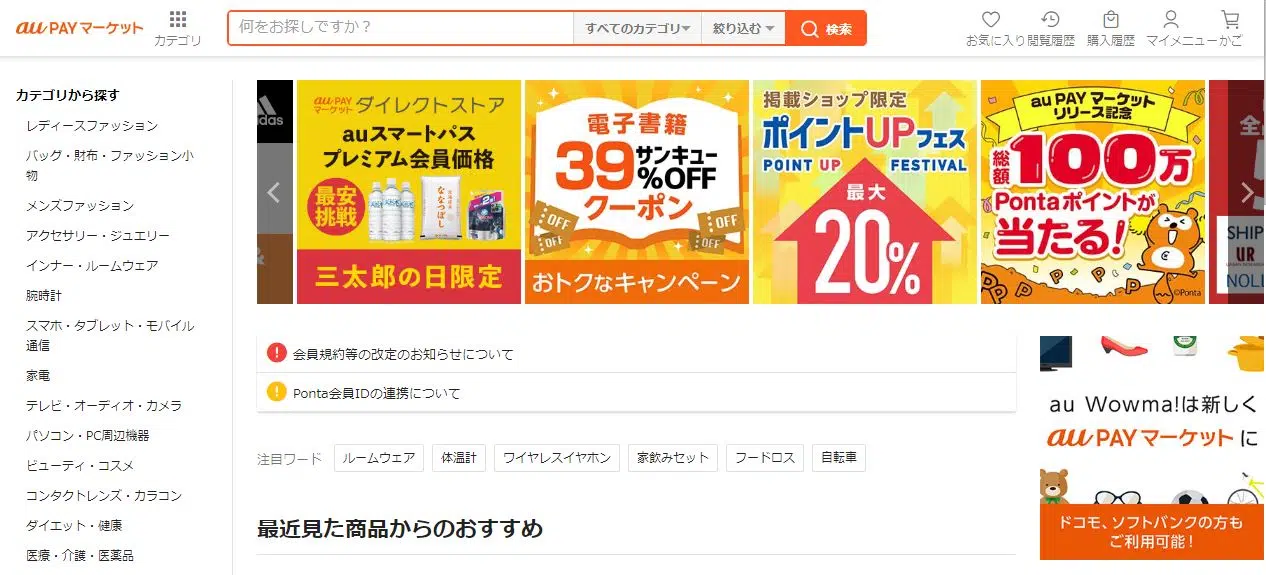 au PAY マーケット
カテゴリ
何をお探しですか？
すべてのカテゴリ
絞り込む
検索
お気に入り
閲覧履歴
購入履歴
マイメニュー
かご
カテゴリから探す
レディースファッション
バッグ・財布・ファッション小
物
メンズファッション
アクセサリー・ジュエリー
インナー・ルームウェア
腕時計
スマホ・タブレット・モバイル
通信
家電
テレビ・オーディオ・カメラ
パソコン・PC周辺機器
ビューティ・コスメ
コンタクトレンズ・カラコン
ダイエット・健康
医療・介護・医薬品
das
au PAY マーケット ダイレクトストア
auスマートパス
プレミアム会員価格
最安
挑戦
ななつぼし
三太郎の日限定
電子書籍
39サンキュー
%OFF
クーポン
OFF
OFF
OFF
OFF
おトクなキャンペーン
掲載ショップ限定
ポイントUPフェス
POINT UP FESTIVAL
最大
20%
au PAY マーケット
リリース記念
総額100万
Pontaポイントが
当たる!
©Ponta
全
SHIP
UR
NOLL
会員規約等の改定のお知らせについて
Ponta会員IDの連携について
注目ワード
ルームウェア
体温計
ワイヤレスイヤホン
家飲みセット
フードロス
自転車
最近見た商品からのおすすめ
au Wowma!は新しく
au PAY マーケット に
ドコモ、ソフトバンクの方も
ご利用可能！